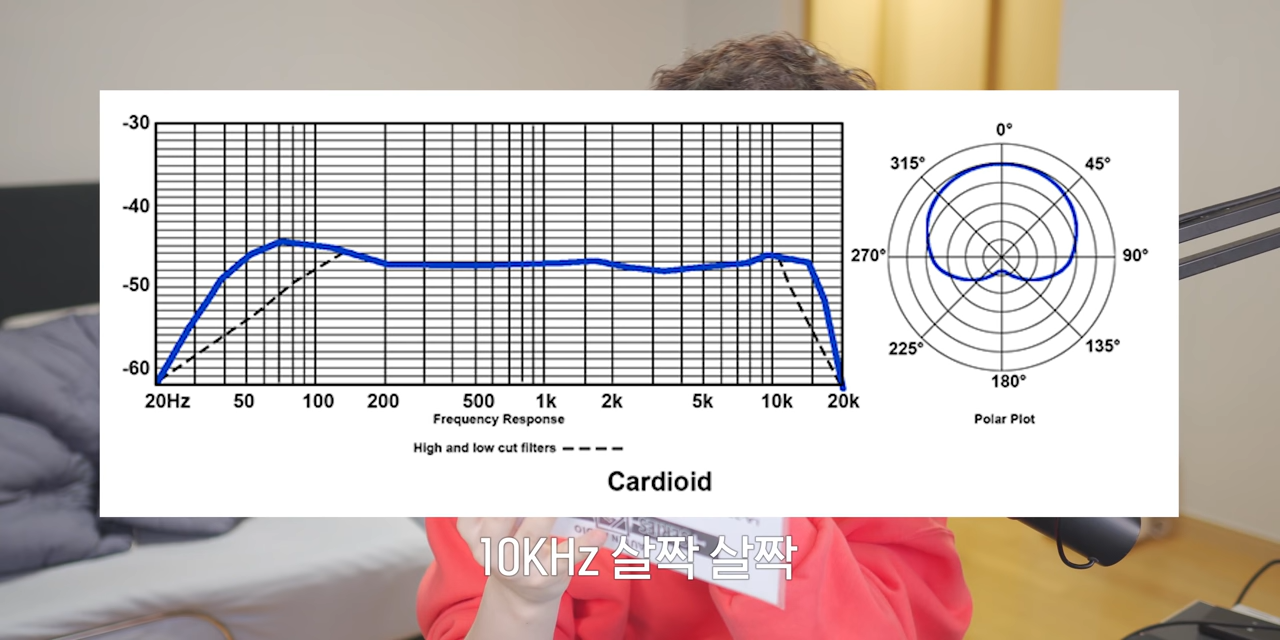 -30
-40
-50
-60
20Hz 50 100 200 500 1k 2k 5k 10k 20k
Frequency Response
High and low cut filters
0°
315° 45°
270° 90°
225° 135°
180°
Polar Plot
Cardioid
10KHz 살짝 살짝